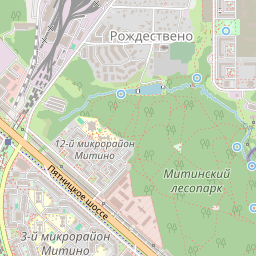 Рождествено
12-й микрорайон
Митино
Митинский
лесопарк
Пятницкое шоссе
3-й микрорайон
Митино